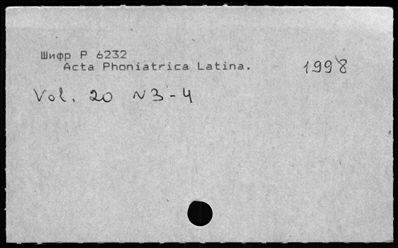 Шифр Р 6232
Acta Phoniatrica Latina.
1998
Vol. 20 N3-4